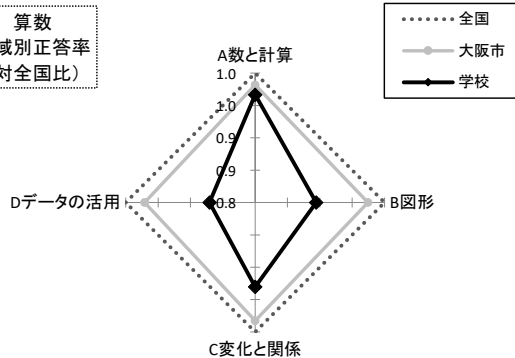 算数
域別正答率
対全国比）
全国
大阪市
学校
A数と計算
1.0
1.0
0.9
0.9
0.8
Dデータの活用
B図形
C変化と関係